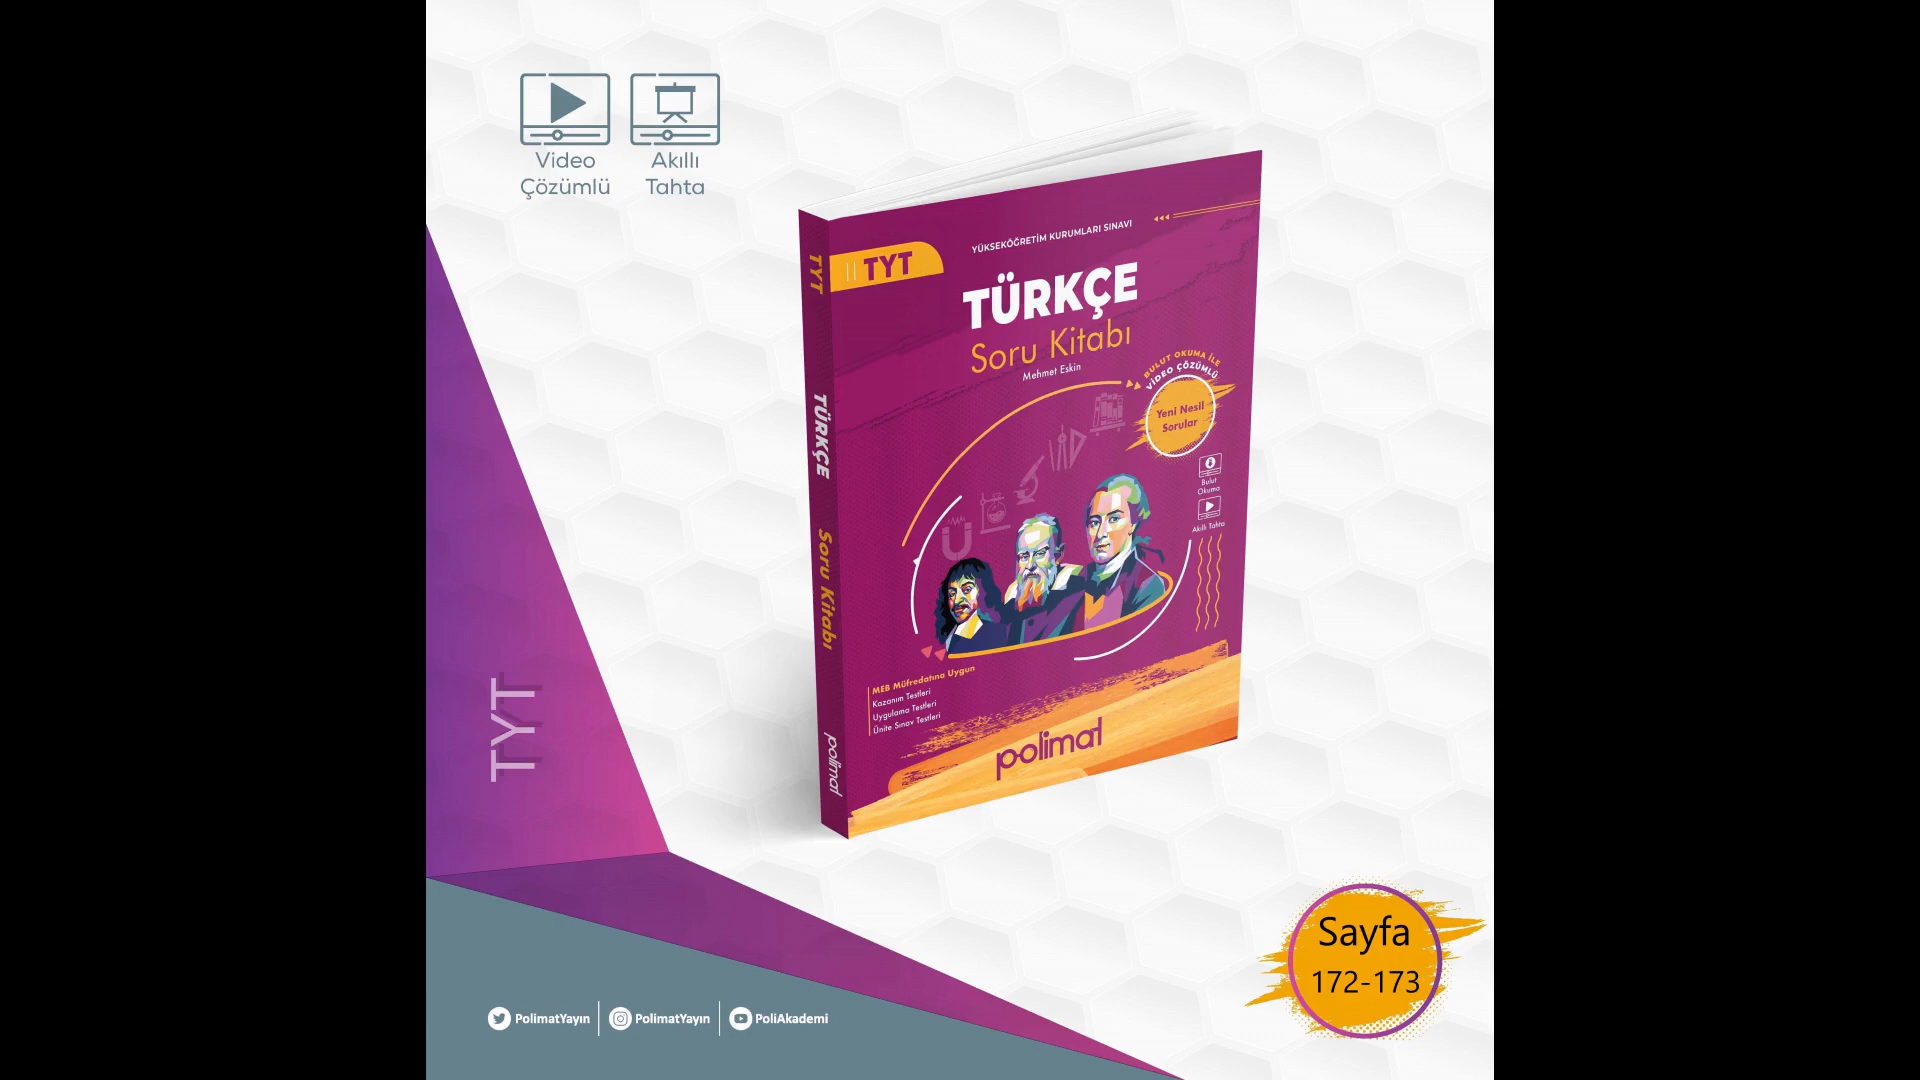 Video
Çözümlü
Akıllı
Tahta
YÜKSEKÖĞRETİM KURUMLARI SINAVI
TYT
TÜRKÇE
Soru Kitabı
Mehmet Eskin
BULUT OKUMA İLE
VİDEO ÇÖZÜMLÜ
Yeni Nesil
Sorular
Bulut
Okuma
Akıllı Tahta
MEB Müfredatına Uygun
Kazanım Testleri
Uygulama Testleri
Ünite Sınav Testleri
polimat
TYT
TÜRKÇE
Soru Kitabı
polimat
TYT
Sayfa
172-173
PolimatYayın
PolimatYayın
PoliAkademi